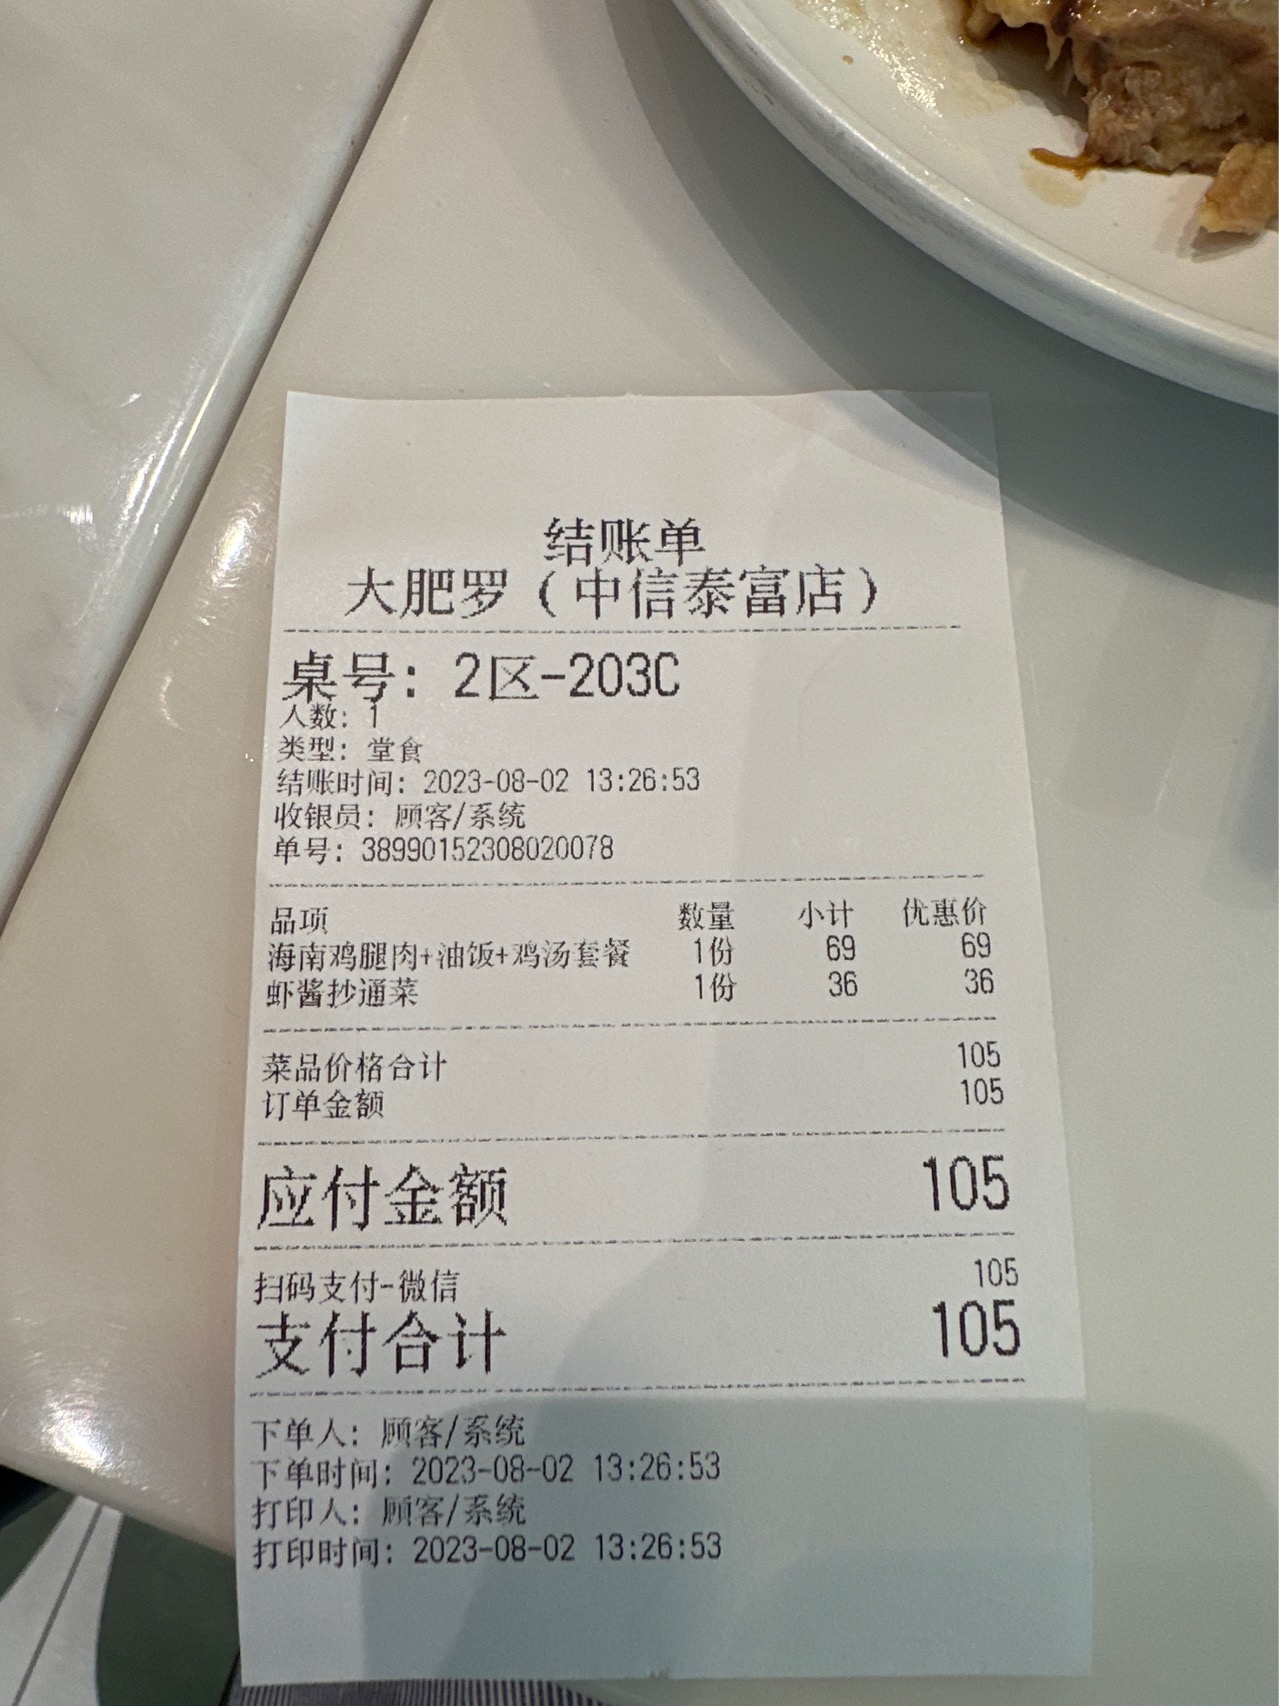 结账单
大肥罗（中信泰富店）
桌号：2区-203C
人数：1
类型：堂食
结账时间：2023-08-02 13:26:53
收银员：顾客/系统
单号：38990152308020078
品项 数量 小计 优惠价
海南鸡腿肉+油饭+鸡汤套餐 1份 69 69
虾酱抄通菜 1份 36 36
菜品价格合计 105
订单金额 105
应付金额 105
扫码支付-微信 105
支付合计 105
下单人：顾客/系统
下单时间：2023-08-02 13:26:53
打印人：顾客/系统
打印时间：2023-08-02 13:26:53